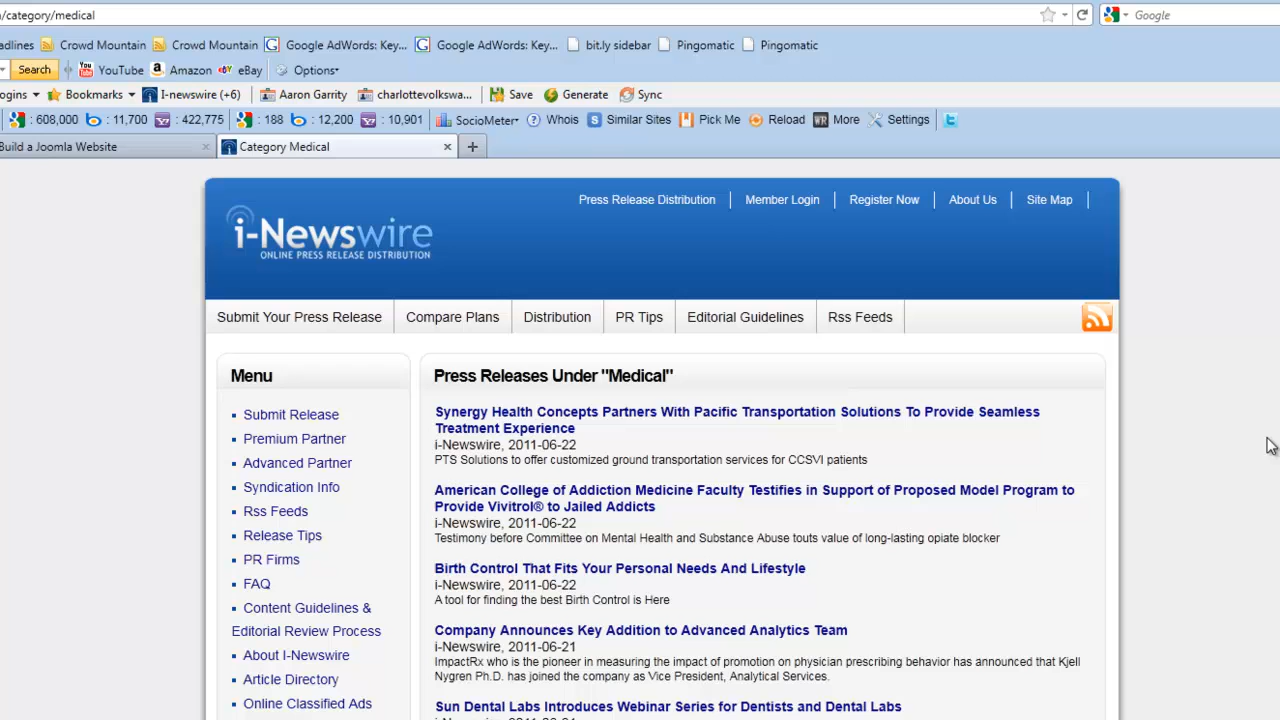 /category/medical
Google
adlines Crowd Mountain Crowd Mountain Google AdWords: Key... Google AdWords: Key... bit.ly sidebar Pingomatic Pingomatic
Search YouTube Amazon eBay Options
ogins Bookmarks I-newswire (+6) Aaron Garrity charlottevolkswa... Save Generate Sync
: 608,000 : 11,700 : 422,775 : 188 : 12,200 : 10,901 SocioMeter Whois Similar Sites Pick Me Reload More Settings
Build a Joomla Website
Category Medical
Press Release Distribution Member Login Register Now About Us Site Map
i-Newswire
ONLINE PRESS RELEASE DISTRIBUTION
Submit Your Press Release Compare Plans Distribution PR Tips Editorial Guidelines Rss Feeds
Menu
Submit Release
Premium Partner
Advanced Partner
Syndication Info
Rss Feeds
Release Tips
PR Firms
FAQ
Content Guidelines &
Editorial Review Process
About I-Newswire
Article Directory
Online Classified Ads
Press Releases Under "Medical"
Synergy Health Concepts Partners With Pacific Transportation Solutions To Provide Seamless
Treatment Experience
i-Newswire, 2011-06-22
PTS Solutions to offer customized ground transportation services for CCSVI patients
American College of Addiction Medicine Faculty Testifies in Support of Proposed Model Program to
Provide Vivitrol® to Jailed Addicts
i-Newswire, 2011-06-22
Testimony before Committee on Mental Health and Substance Abuse touts value of long-lasting opiate blocker
Birth Control That Fits Your Personal Needs And Lifestyle
i-Newswire, 2011-06-22
A tool for finding the best Birth Control is Here
Company Announces Key Addition to Advanced Analytics Team
i-Newswire, 2011-06-21
ImpactRx who is the pioneer in measuring the impact of promotion on physician prescribing behavior has announced that Kjell
Nygren Ph.D. has joined the company as Vice President, Analytical Services.
Sun Dental Labs Introduces Webinar Series for Dentists and Dental Labs